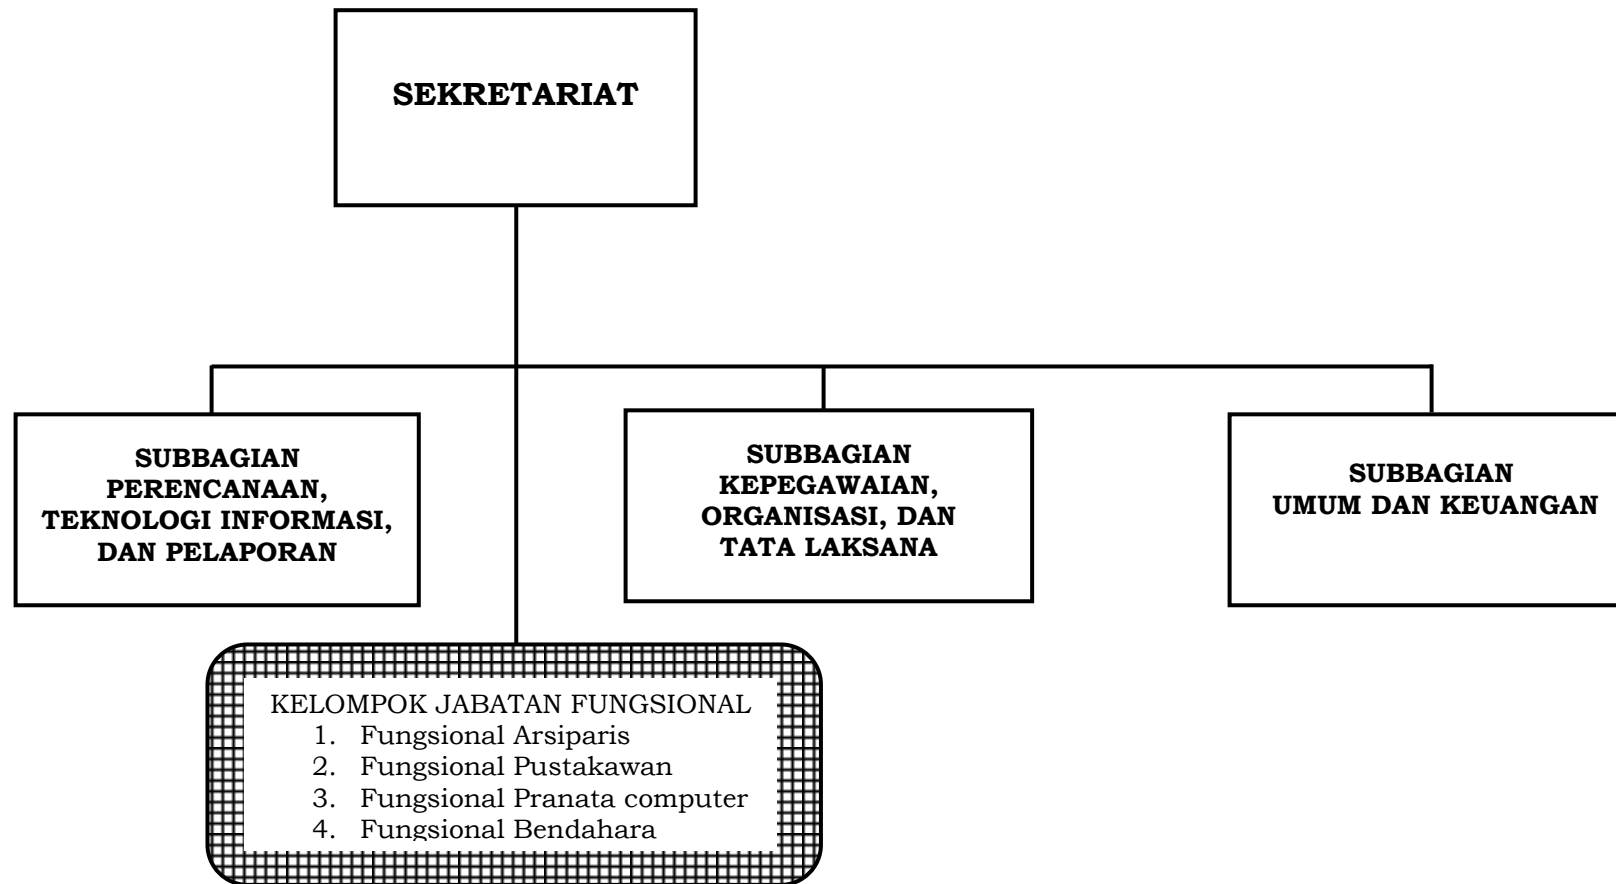 SEKRETARIAT
SUBBAGIAN
PERENCANAAN,
TEKNOLOGI INFORMASI,
DAN PELAPORAN
SUBBAGIAN
KEPEGAWAIAN,
ORGANISASI, DAN
TATA LAKSANA
SUBBAGIAN
UMUM DAN KEUANGAN
KELOMPOK JABATAN FUNGSIONAL
1. Fungsional Arsiparis
2. Fungsional Pustakawan
3. Fungsional Pranata computer
4. Fungsional Bendahara